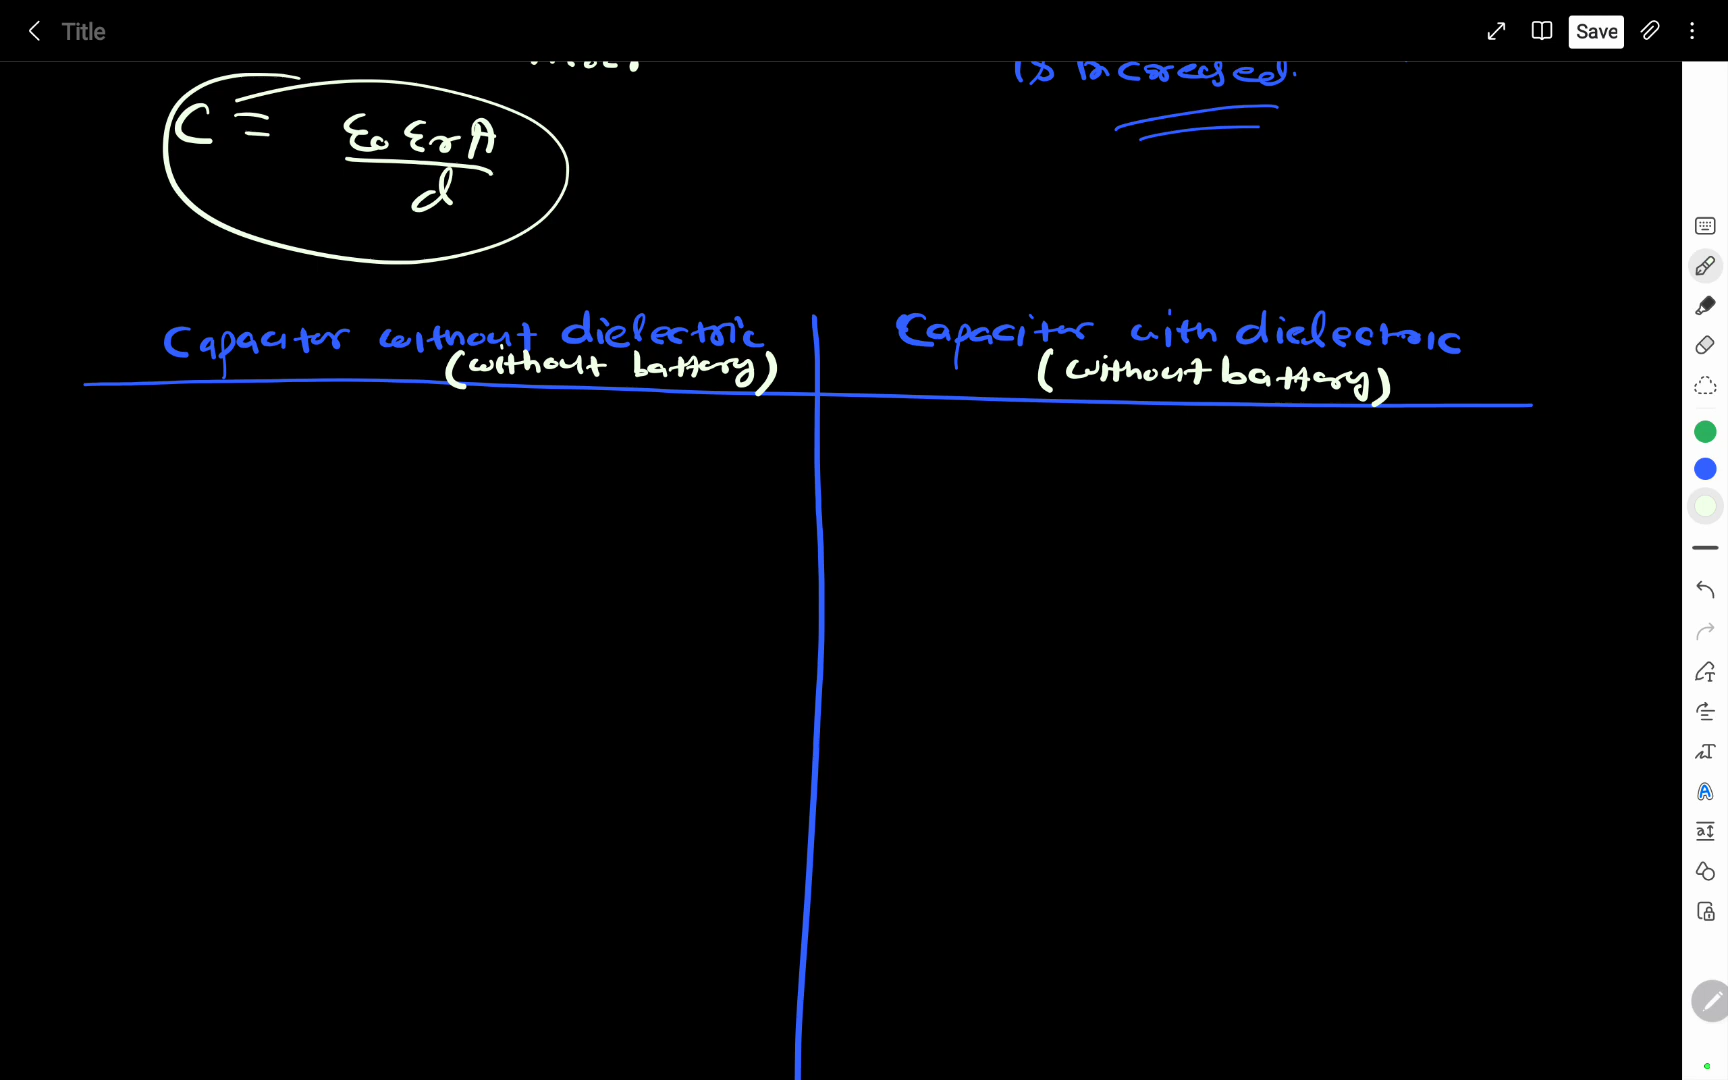 Title
Save
is increased.
C = ε₀ εr A
d
Capacitor without dielectric
(without battery)
Capacitor with dielectric
(without battery)